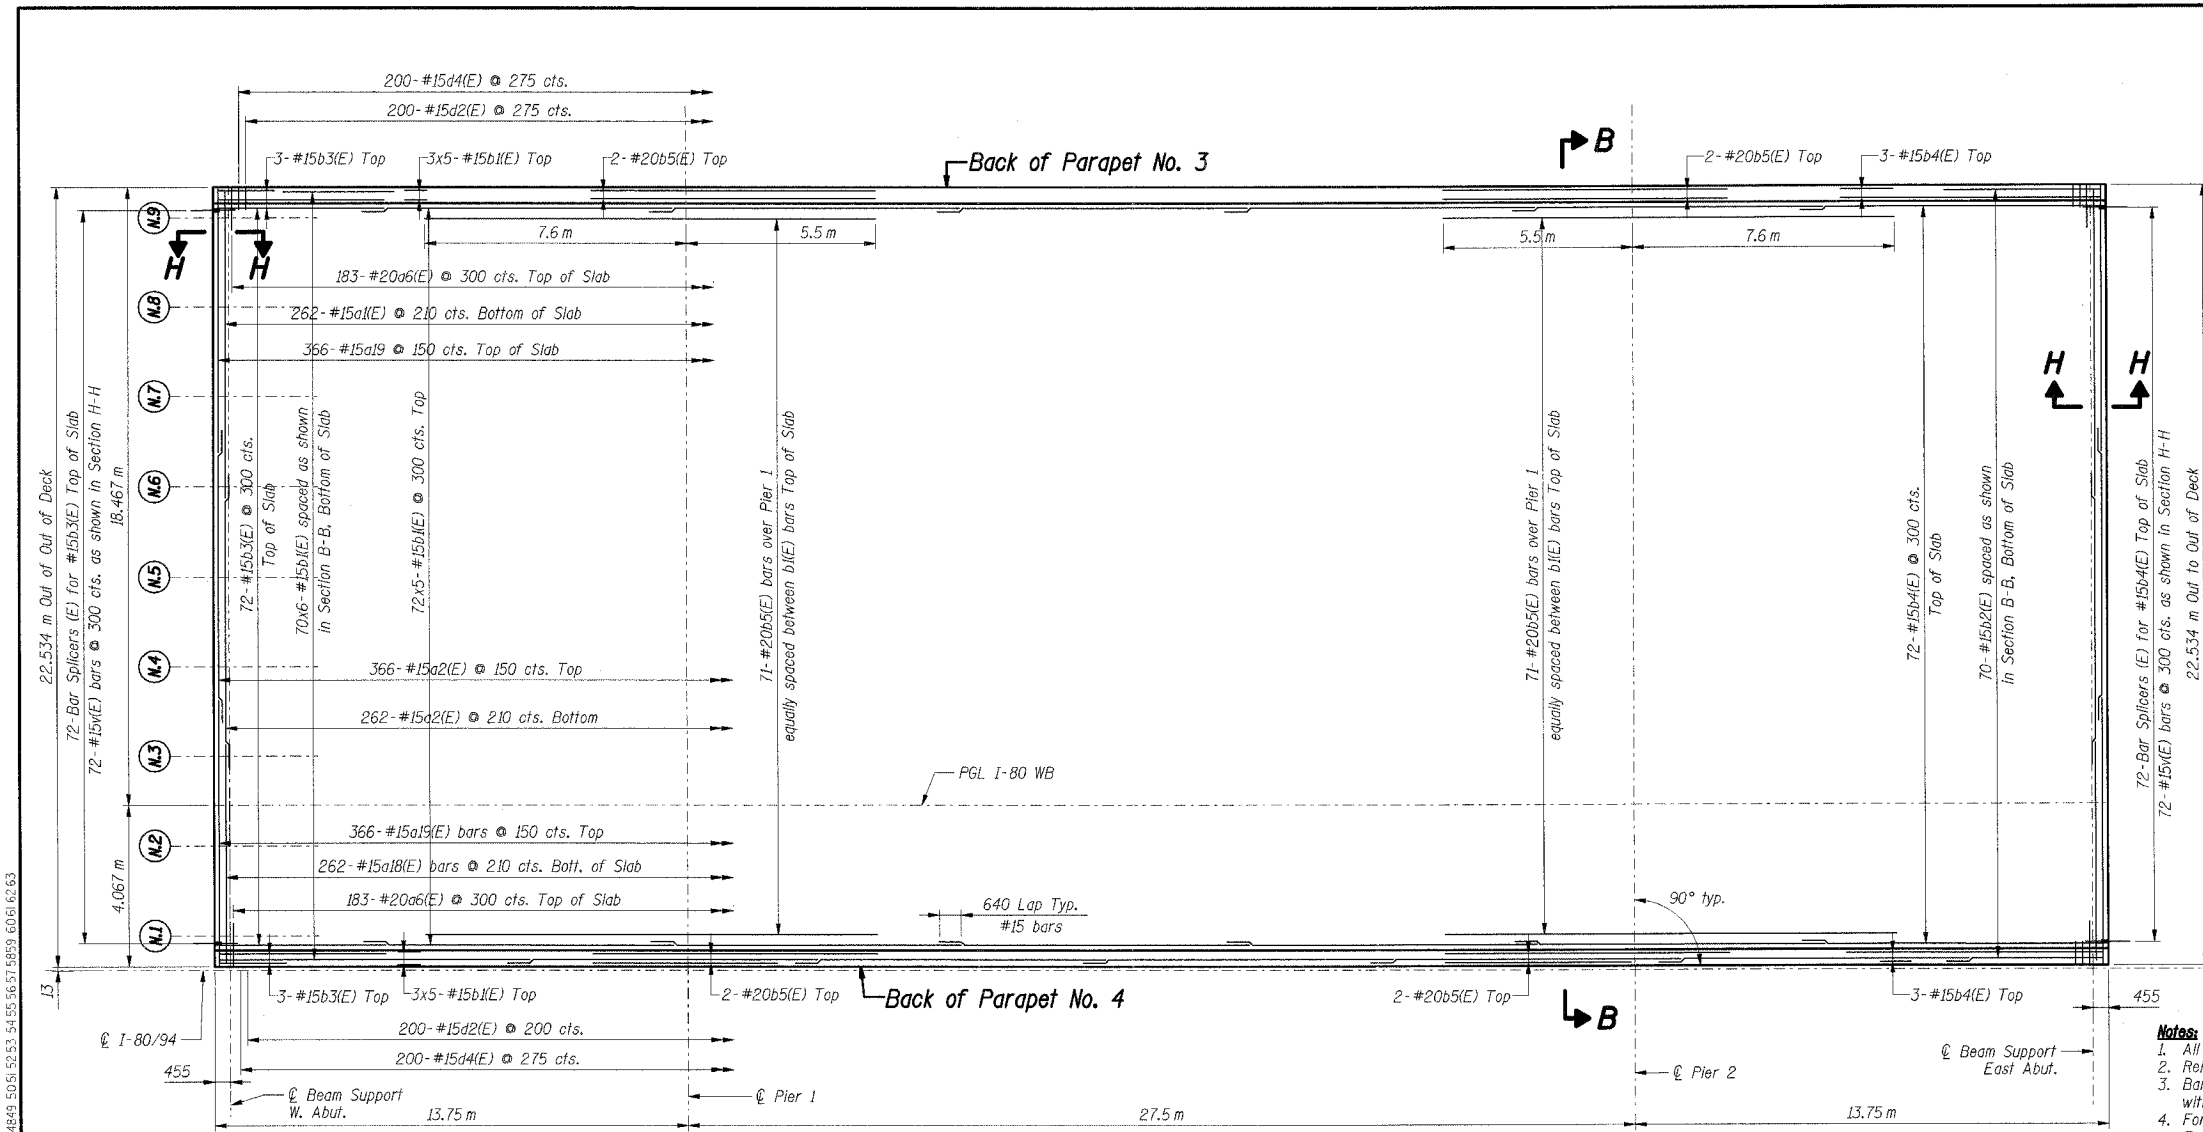 200-#15d4(E) @ 275 cts.
200-#15d2(E) @ 275 cts.
3-#15b3(E) Top
3x5-#15b1(E) Top
2-#20b5(E) Top
Back of Parapet No. 3
B
2-#20b5(E) Top
3-#15b4(E) Top
N.9
H H
7.6 m
5.5 m
5.5 m
7.6 m
183-#20a6(E) @ 300 cts. Top of Slab
N.8
262-#15a1(E) @ 210 cts. Bottom of Slab
366-#15a19 @ 150 cts. Top of Slab
H H
N.7
22.534 m Out of Out of Deck
72-Bar Splicers (E) for #15b3(E) Top of Slab
72-#15v(E) bars @ 300 cts. as shown in Section H-H
18.467 m
72-#15b3(E) @ 300 cts.
Top of Slab
70x6-#15b1(E) spaced as shown
in Section B-B, Bottom of Slab
72x5-#15b1(E) @ 300 cts. Top
71-#20b5(E) bars over Pier 1
equally spaced between b1(E) bars Top of Slab
71-#20b5(E) bars over Pier 1
equally spaced between b1(E) bars Top of Slab
72-#15b4(E) @ 300 cts.
Top of Slab
70-#15b2(E) spaced as shown
in Section B-B, Bottom of Slab
72-Bar Splicers (E) for #15b4(E) Top of Slab
72-#15v(E) bars @ 300 cts. as shown in Section H-H
22.534 m Out to Out of Deck
N.6
N.5
N.4
366-#15a2(E) @ 150 cts. Top
262-#15a2(E) @ 210 cts. Bottom
N.3
PGL I-80 WB
366-#15a19(E) bars @ 150 cts. Top
N.2
262-#15a18(E) bars @ 210 cts. Bott. of Slab
4.067 m
183-#20a6(E) @ 300 cts. Top of Slab
640 Lap Typ.
#15 bars
90° typ.
N.1
13
3-#15b3(E) Top
3x5-#15b1(E) Top
2-#20b5(E) Top
Back of Parapet No. 4
2-#20b5(E) Top
B
3-#15b4(E) Top
455
200-#15d2(E) @ 200 cts.
℄ I-80/94
200-#15d4(E) @ 275 cts.
455
℄ Beam Support
W. Abut.
℄ Pier 1
℄ Pier 2
℄ Beam Support
East Abut.
13.75 m
27.5 m
13.75 m
Notes:
1. All
2.
3.
4. For